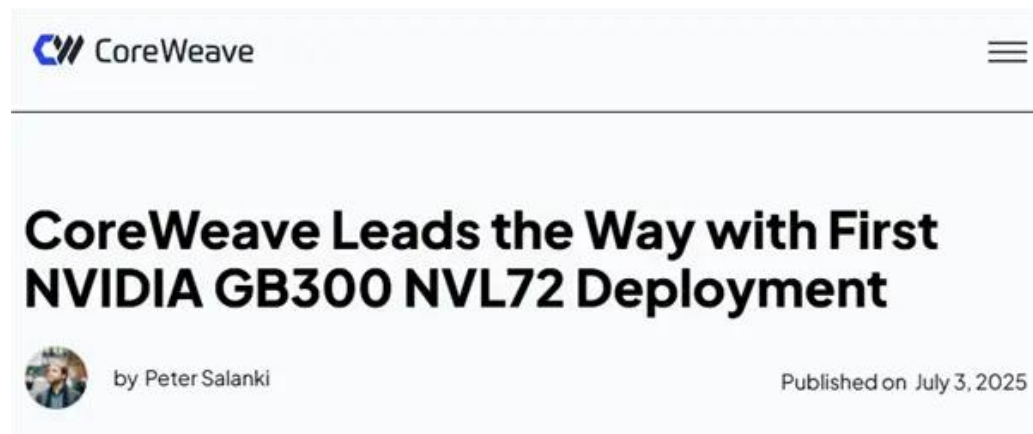 CoreWeave
CoreWeave Leads the Way with First
NVIDIA GB300 NVL72 Deployment
by Peter Salanki
Published on July 3, 2025